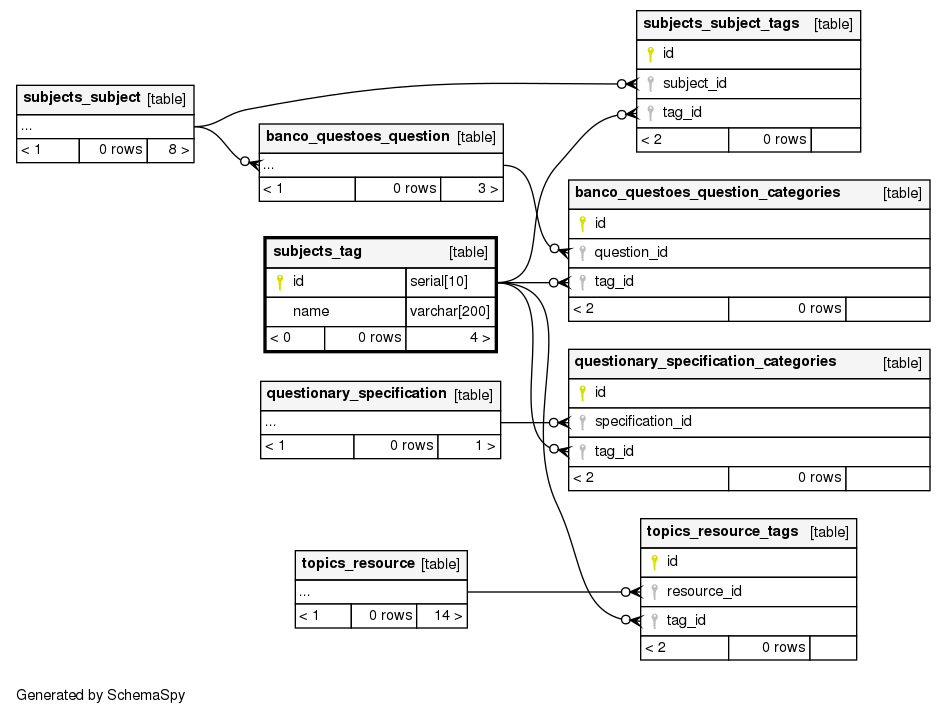 subjects_subject_tags [table]
id
subject_id
tag_id
< 2 0 rows
subjects_subject [table]
...
< 1 0 rows 8 >
banco_questoes_question [table]
...
< 1 0 rows 3 >
banco_questoes_question_categories [table]
id
question_id
tag_id
< 2 0 rows
subjects_tag [table]
id serial[10]
name varchar[200]
< 0 0 rows 4 >
questionary_specification_categories [table]
id
specification_id
tag_id
< 2 0 rows
questionary_specification [table]
...
< 1 0 rows 1 >
topics_resource_tags [table]
id
resource_id
tag_id
< 2 0 rows
topics_resource [table]
...
< 1 0 rows 14 >
Generated by SchemaSpy